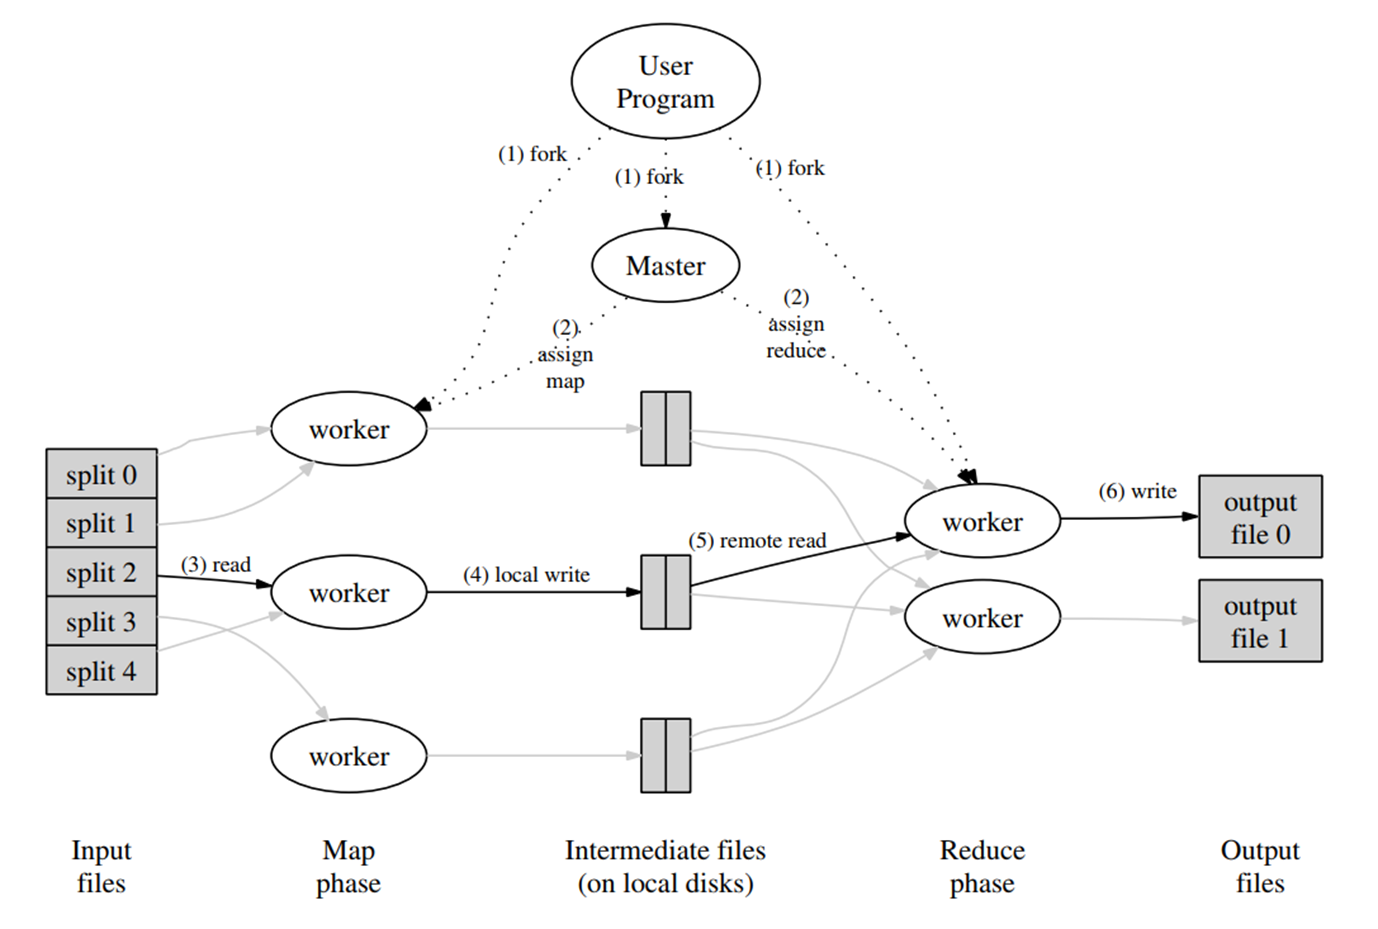 User
Program
(1) fork
(1) fork
(1) fork
Master
(2)
assign
map
(2)
assign
reduce
split 0
split 1
split 2
split 3
split 4
(3) read
worker
worker
worker
(4) local write
(5) remote read
worker
worker
(6) write
output
file 0
output
file 1
Input
files
Map
phase
Intermediate files
(on local disks)
Reduce
phase
Output
files